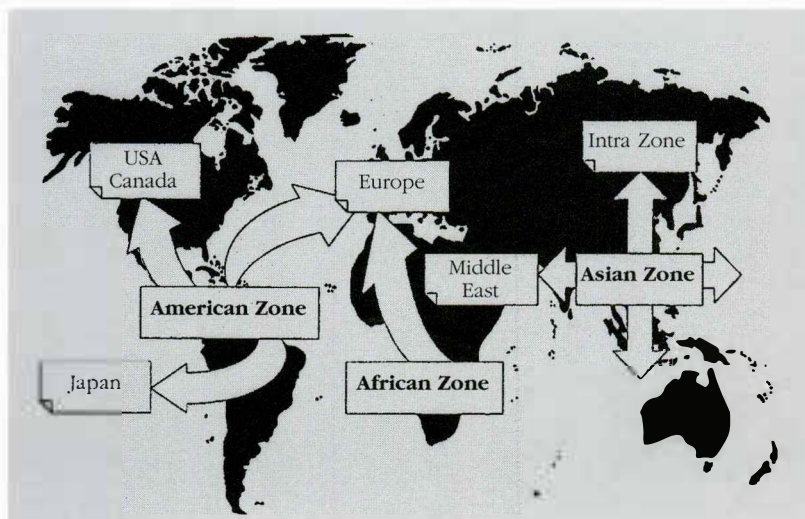 USA
Canada
Europe
Intra Zone
Middle
East
Asian Zone
American Zone
Japan
African Zone